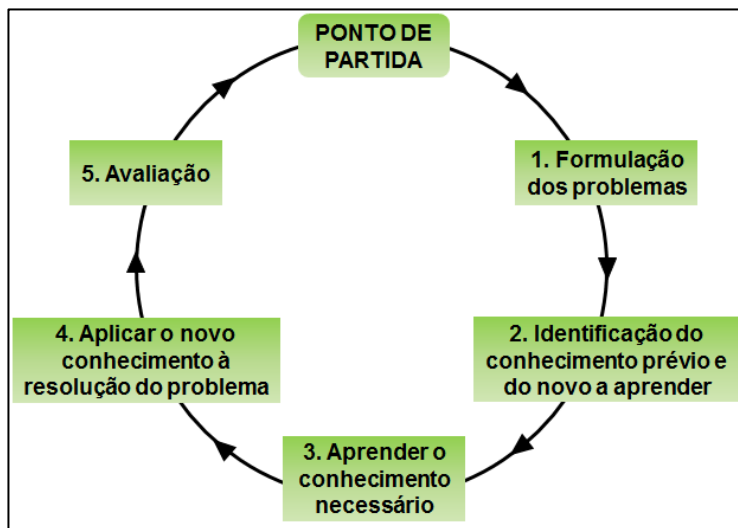 PONTO DE
PARTIDA
1. Formulação
dos problemas
2. Identificação do
conhecimento prévio e
do novo a aprender
3. Aprender o
conhecimento
necessário
4. Aplicar o novo
conhecimento à
resolução do problema
5. Avaliação